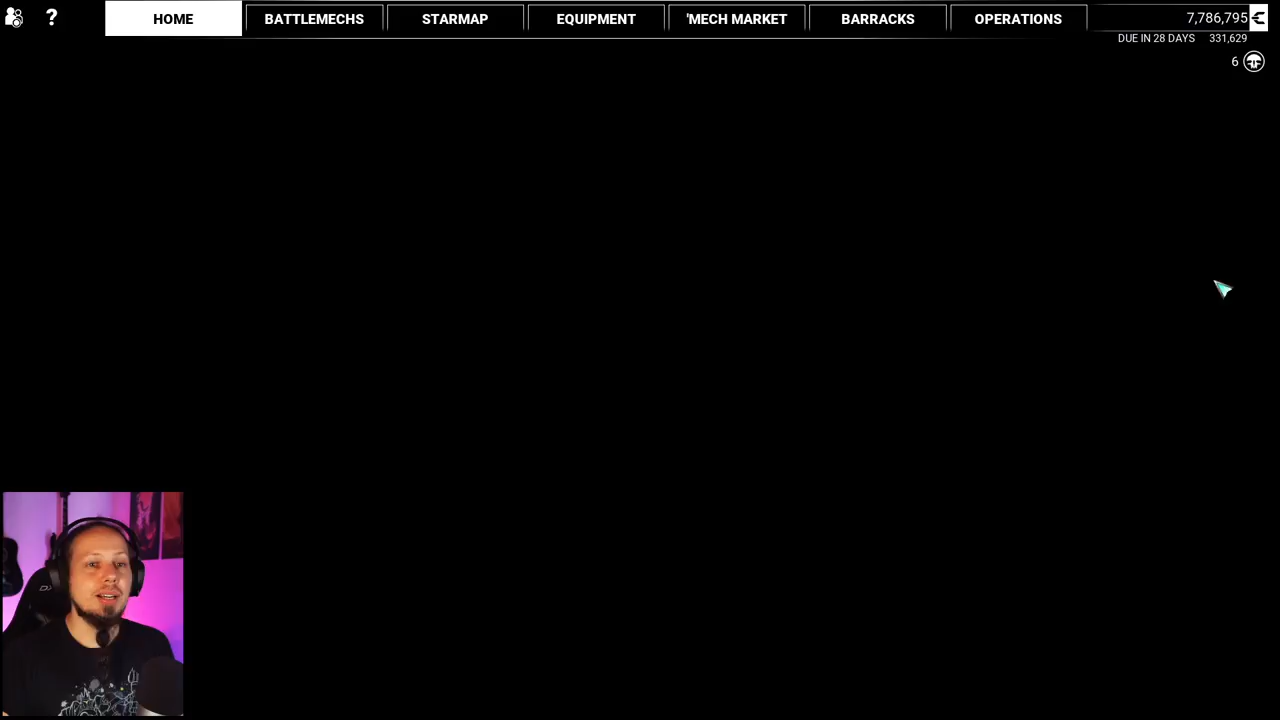 ?
HOME
BATTLEMECHS
STARMAP
EQUIPMENT
'MECH MARKET
BARRACKS
OPERATIONS
7,786,795
DUE IN 28 DAYS 331,629
6